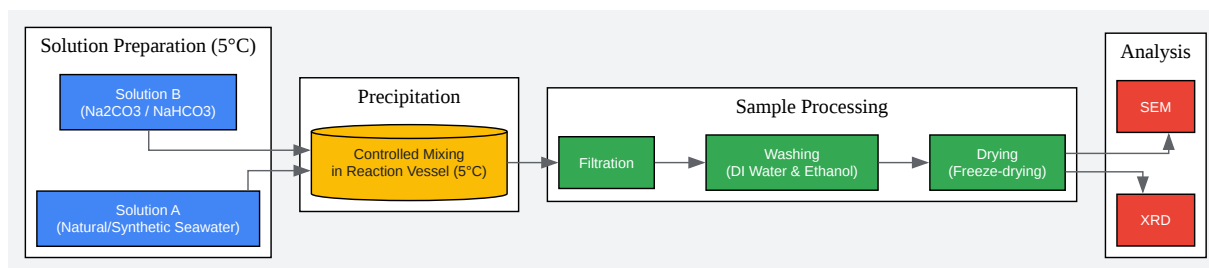 Solution Preparation (5°C)
Solution B
(Na2CO3 / NaHCO3)
Solution A
(Natural/Synthetic Seawater)
Precipitation
Controlled Mixing
in Reaction Vessel (5°C)
Sample Processing
Filtration
Washing
(DI Water & Ethanol)
Drying
(Freeze-drying)
Analysis
SEM
XRD